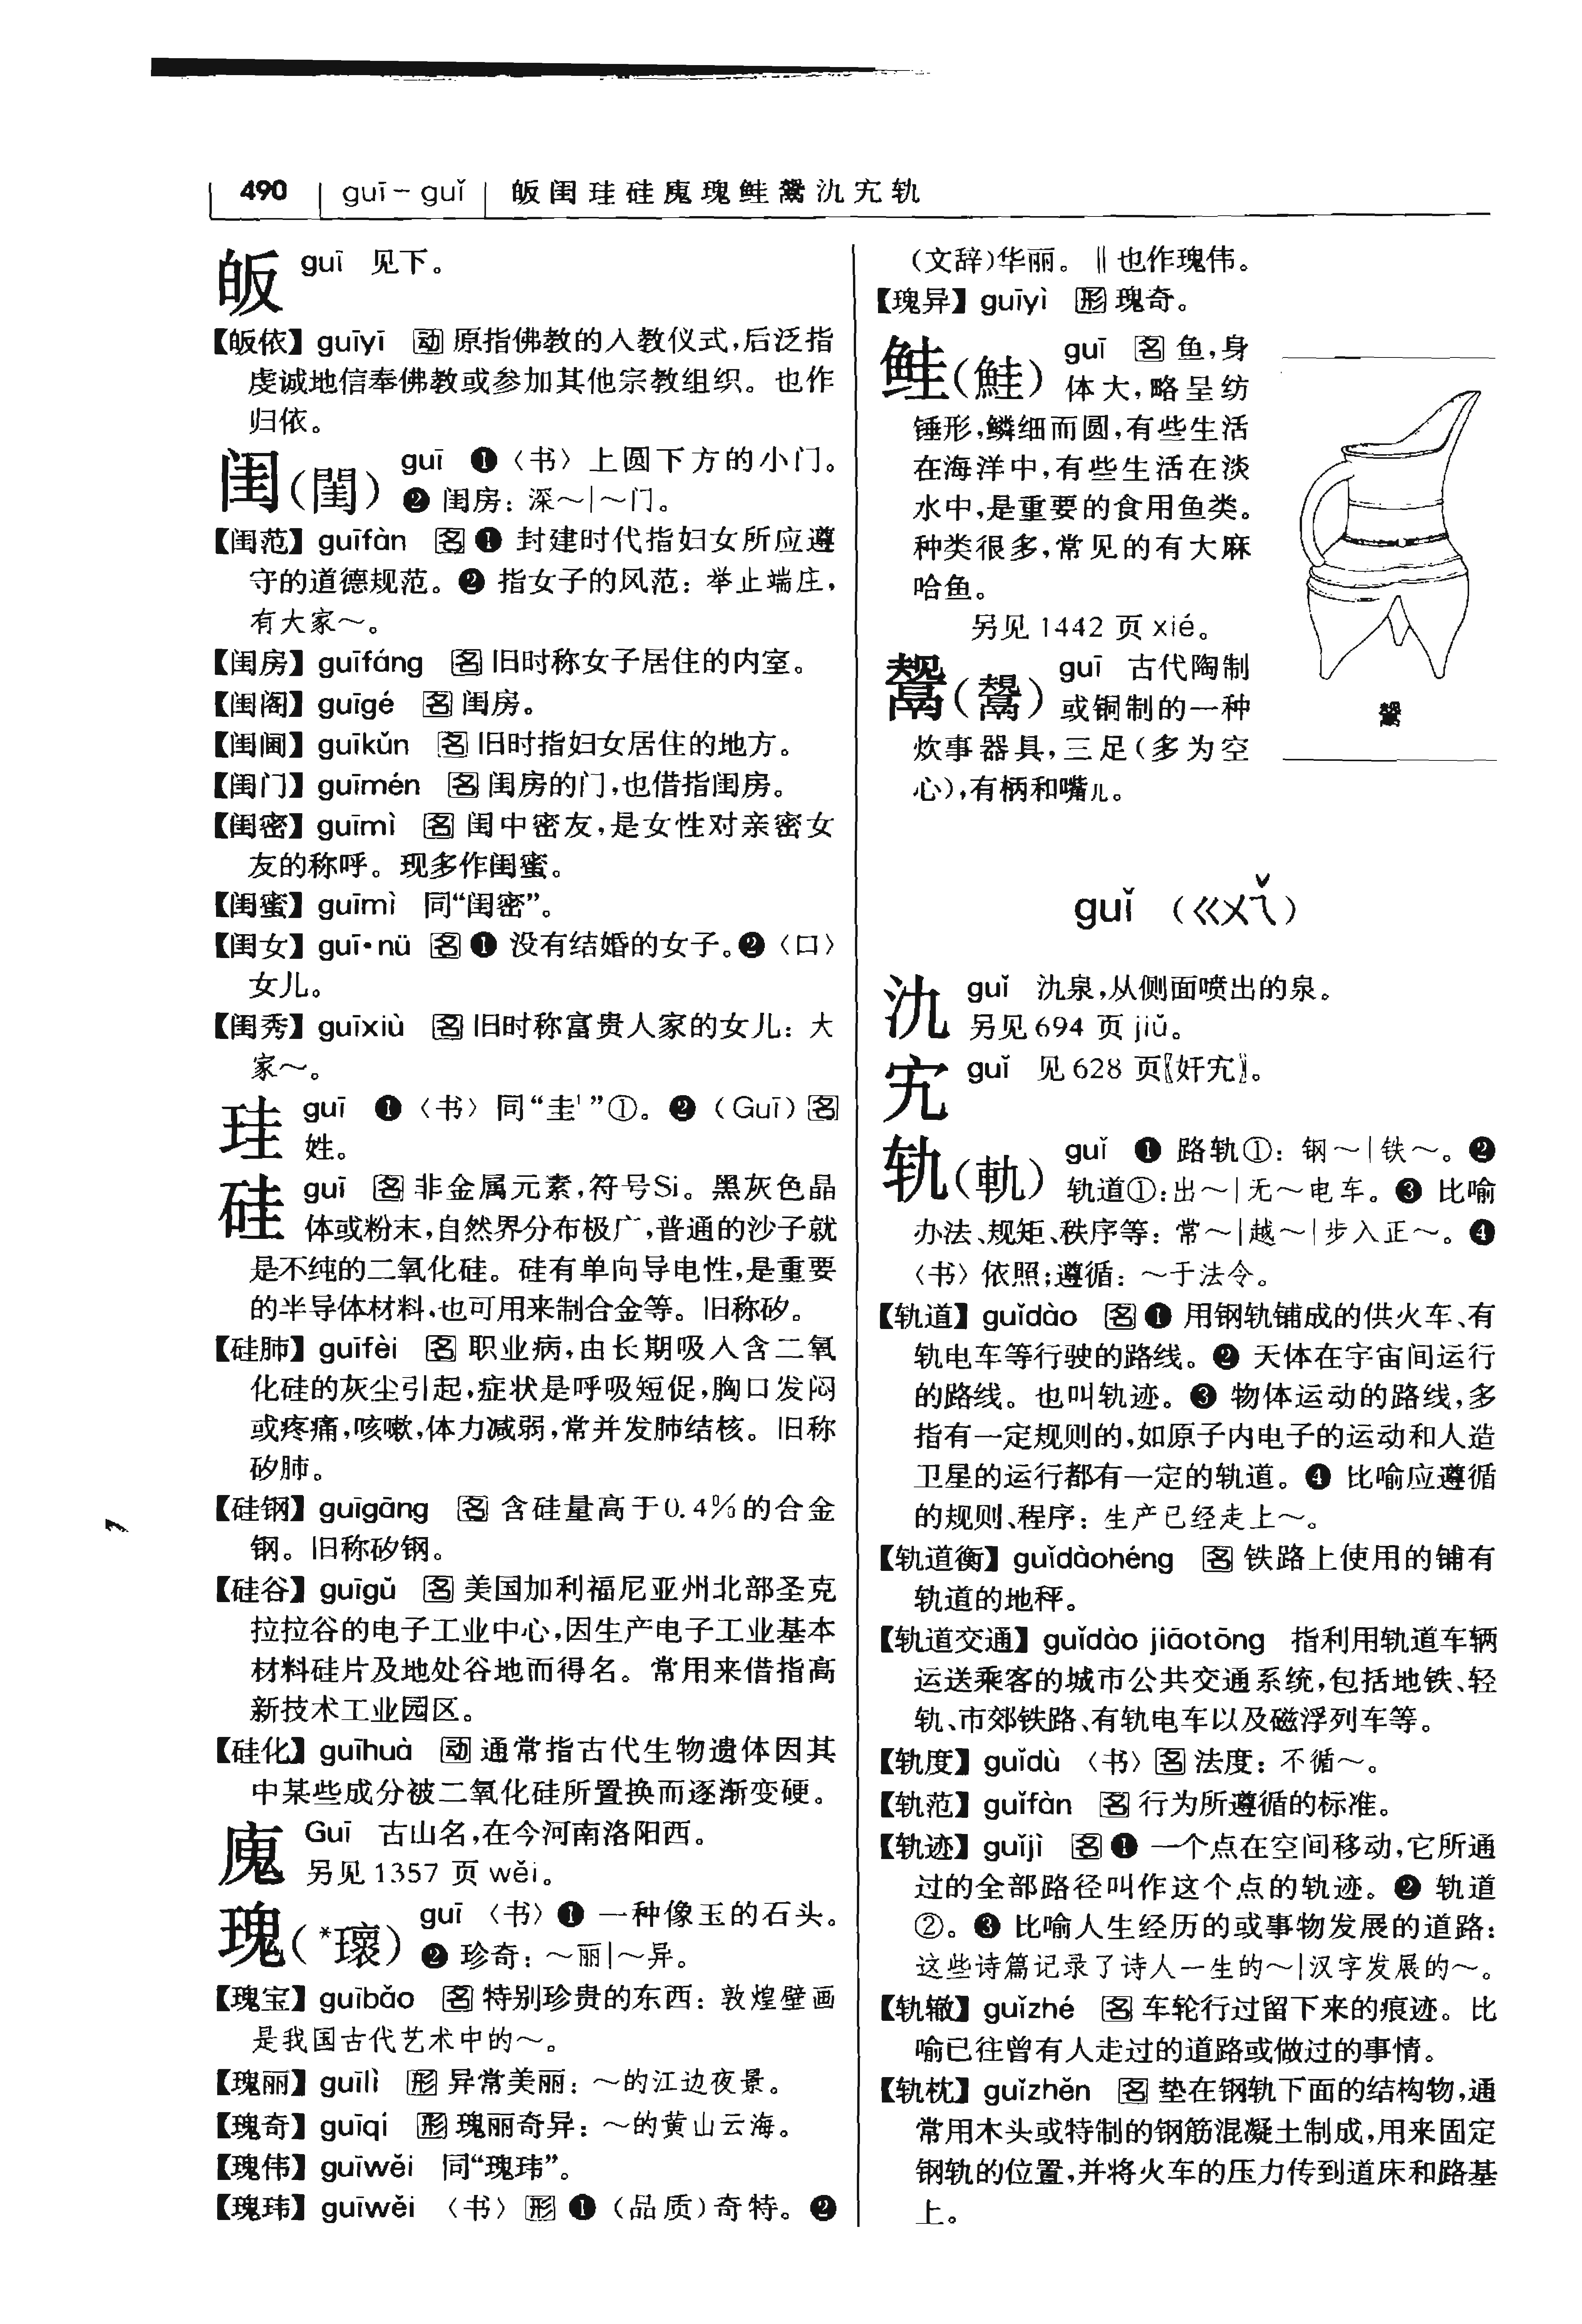 490 guī－guǐ 皈闺珪硅廆瑰鲑鬶氿宄轨
皈 guī 见下。
【皈依】guīyī 动 原指佛教的入教仪式，后泛指
虔诚地信奉佛教或参加其他宗教组织。也作
归依。
闺(閨) guī ❶〈书〉上圆下方的小门。
❷ 闺房：深～|～门。
【闺范】guīfàn 名 ❶ 封建时代指妇女所应遵
守的道德规范。❷ 指女子的风范：举止端庄，
有大家～。
【闺房】guīfáng 名 旧时称女子居住的内室。
【闺阁】guīgé 名 闺房。
【闺阃】guīkǔn 名 旧时指妇女居住的地方。
【闺门】guīmén 名 闺房的门，也借指闺房。
【闺密】guīmì 名 闺中密友，是女性对亲密女
友的称呼。现多作闺蜜。
【闺蜜】guīmì 同“闺密”。
【闺女】guī•nü 名 ❶ 没有结婚的女子。❷〈口〉
女儿。
【闺秀】guīxiù 名 旧时称富贵人家的女儿：大
家～。
珪 guī ❶〈书〉同“圭¹”①。❷（Guī）名
姓。
硅 guī 名 非金属元素，符号Si。黑灰色晶
体或粉末，自然界分布极广，普通的沙子就
是不纯的二氧化硅。硅有单向导电性，是重要
的半导体材料，也可用来制合金等。旧称矽。
【硅肺】guīfèi 名 职业病，由长期吸入含二氧
化硅的灰尘引起，症状是呼吸短促，胸口发闷
或疼痛，咳嗽，体力减弱，常并发肺结核。旧称
矽肺。
【硅钢】guīgāng 名 含硅量高于0.4%的合金
钢。旧称矽钢。
【硅谷】guīgǔ 名 美国加利福尼亚州北部圣克
拉拉谷的电子工业中心，因生产电子工业基本
材料硅片及地处谷地而得名。常用来借指高
新技术工业园区。
【硅化】guīhuà 动 通常指古代生物遗体因其
中某些成分被二氧化硅所置换而逐渐变硬。
廆 Guī 古山名，在今河南洛阳西。
另见1357 页 wěi。
瑰(*瓌) guī 〈书〉❶ 一种像玉的石头。
❷ 珍奇：～丽|～异。
【瑰宝】guībǎo 名 特别珍贵的东西：敦煌壁画
是我国古代艺术中的～。
【瑰丽】guīlì 形 异常美丽：～的江边夜景。
【瑰奇】guīqí 形 瑰丽奇异：～的黄山云海。
【瑰伟】guīwěi 同“瑰玮”。
【瑰玮】guīwěi 〈书〉形 ❶（品质）奇特。❷
（文辞）华丽。‖也作瑰伟。
【瑰异】guīyì 形 瑰奇。
鲑(鮭) guī 名 鱼，身
体大，略呈纺
锤形，鳞细而圆，有些生活
在海洋中，有些生活在淡
水中，是重要的食用鱼类。
种类很多，常见的有大麻
哈鱼。
另见 1442 页 xié。
鬶(鬹) guī 古代陶制
或铜制的一种
炊事器具，三足（多为空
心），有柄和嘴儿。
鬶
guǐ （ㄍㄨㄟˇ）
氿 guǐ 氿泉，从侧面喷出的泉。
另见694 页 jiǔ。
宄 guǐ 见628 页〖奸宄〗。
轨(軌) guǐ ❶ 路轨①：钢～|铁～。❷
轨道①：出～|无～电车。❸ 比喻
办法、规矩、秩序等：常～|越～|步入正～。❹
〈书〉依照；遵循：～于法令。
【轨道】guǐdào 名 ❶ 用钢轨铺成的供火车、有
轨电车等行驶的路线。❷ 天体在宇宙间运行
的路线。也叫轨迹。❸ 物体运动的路线，多
指有一定规则的，如原子内电子的运动和人造
卫星的运行都有一定的轨道。❹ 比喻应遵循
的规则、程序：生产已经走上～。
【轨道衡】guǐdàohéng 名 铁路上使用的铺有
轨道的地秤。
【轨道交通】guǐdào jiāotōng 指利用轨道车辆
运送乘客的城市公共交通系统，包括地铁、轻
轨、市郊铁路、有轨电车以及磁浮列车等。
【轨度】guǐdù 〈书〉名 法度：不循～。
【轨范】guǐfàn 名 行为所遵循的标准。
【轨迹】guǐjì 名 ❶ 一个点在空间移动，它所通
过的全部路径叫作这个点的轨迹。❷ 轨道
②。❸ 比喻人生经历的或事物发展的道路：
这些诗篇记录了诗人一生的～|汉字发展的～。
【轨辙】guǐzhé 名 车轮行过留下来的痕迹。比
喻已往曾有人走过的道路或做过的事情。
【轨枕】guǐzhěn 名 垫在钢轨下面的结构物，通
常用木头或特制的钢筋混凝土制成，用来固定
钢轨的位置，并将火车的压力传到道床和路基
上。